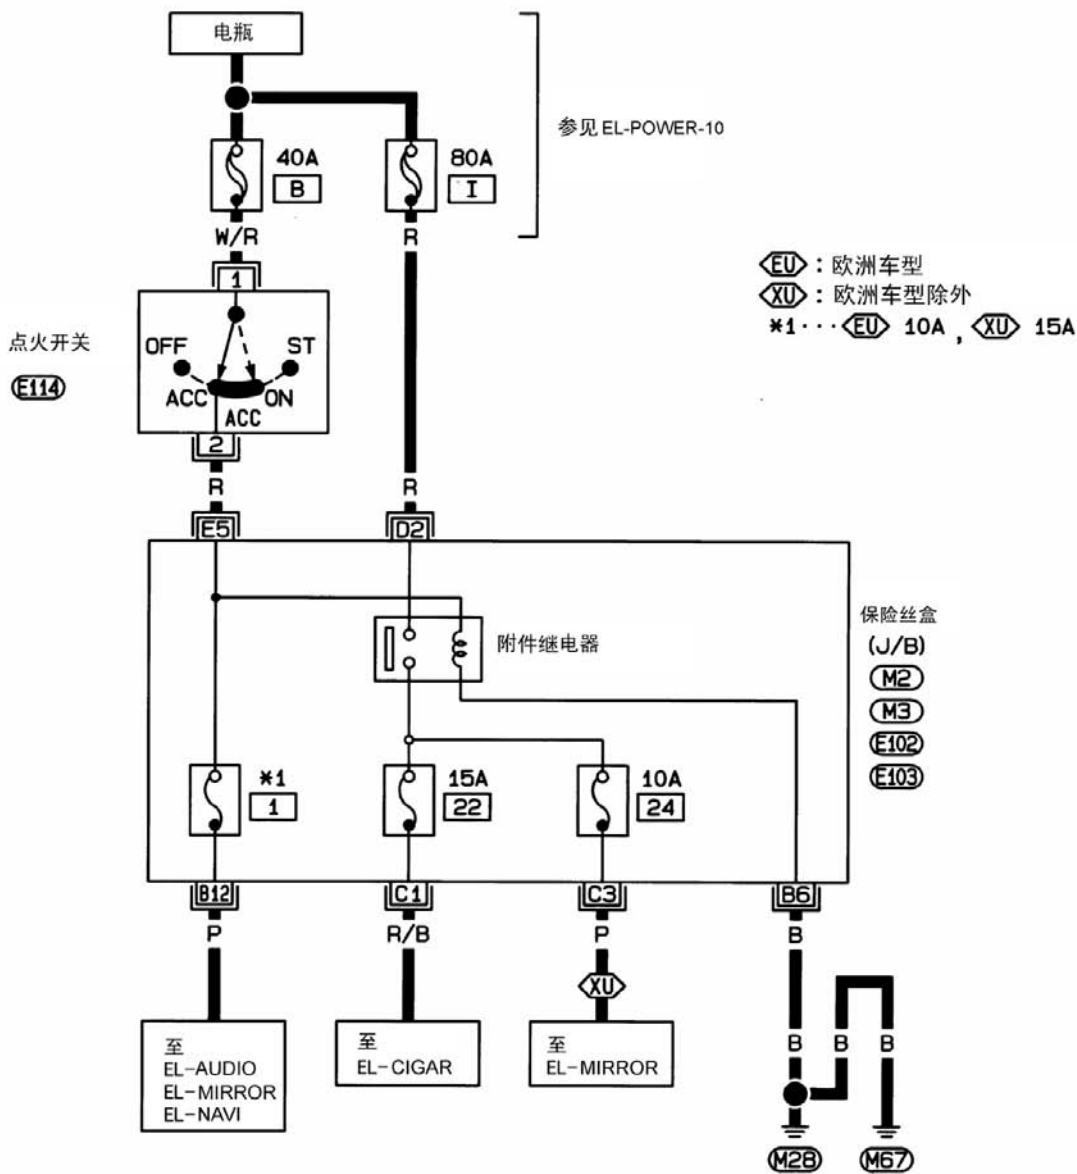 电瓶
参见EL-POWER-10
40A
B
80A
I
W/R
R
EU : 欧洲车型
XU : 欧洲车型除外
*1··· EU 10A , XU 15A
1
点火开关
E114
OFF
ST
ACC
ON
ACC
2
R
R
E5
D2
附件继电器
保险丝盒
(J/B)
M2
M3
E102
E103
*1
1
15A
22
10A
24
B12
C1
C3
B6
P
R/B
P
B
XU
至
EL-AUDIO
EL-MIRROR
EL-NAVI
至
EL-CIGAR
至
EL-MIRROR
B
B
B
M28
M67